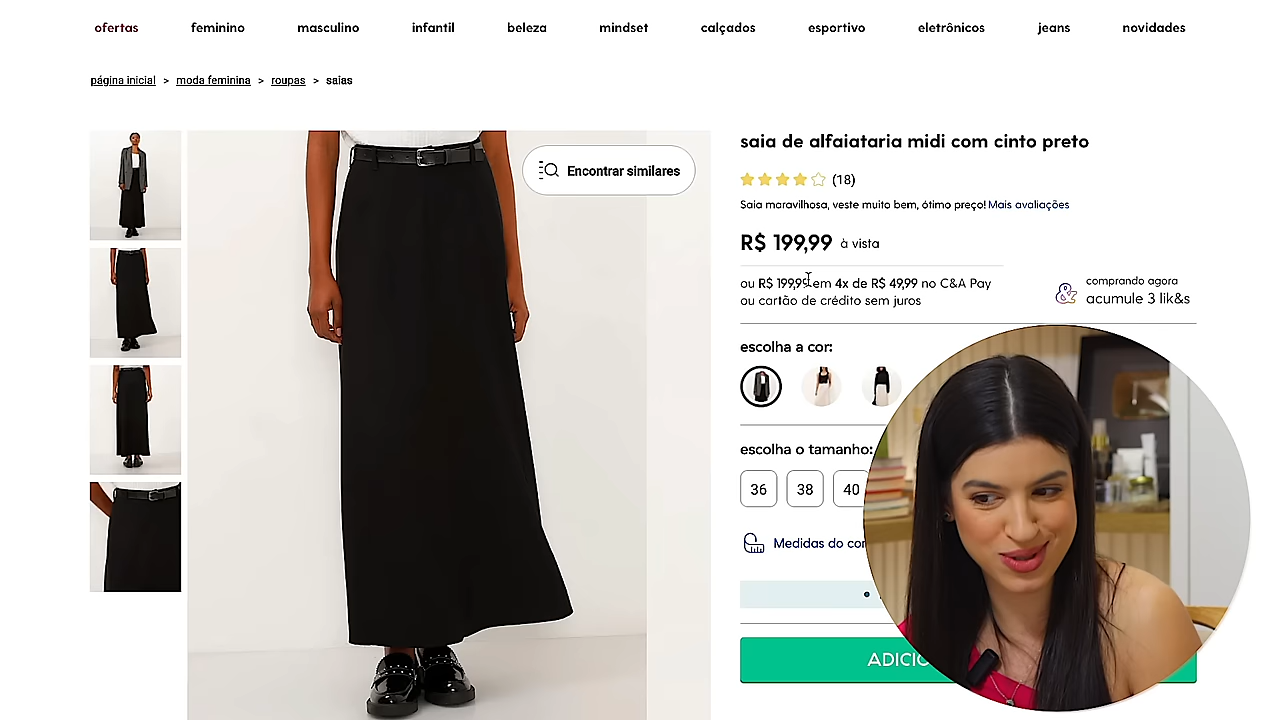 ofertas feminino masculino infantil beleza mindset calçados esportivo eletrônicos jeans novidades
página inicial > moda feminina > roupas > saias
Encontrar similares
saia de alfaiataria midi com cinto preto
(18)
Saia maravilhosa, veste muito bem, ótimo preço! Mais avaliações
R$ 199,99 à vista
ou R$ 199,99 em 4x de R$ 49,99 no C&A Pay
ou cartão de crédito sem juros
comprando agora
acumule 3 lik&s
escolha a cor:
escolha o tamanho:
36 38 40
Medidas do